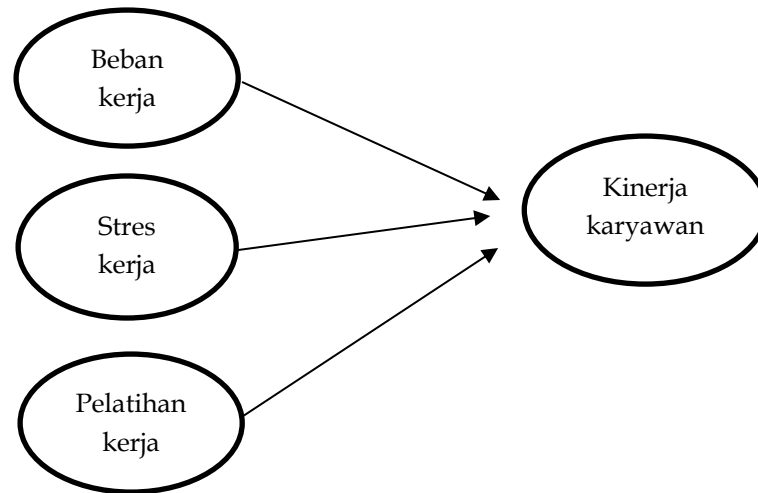 Beban
kerja
Stres
kerja
Pelatihan
kerja
Kinerja
karyawan